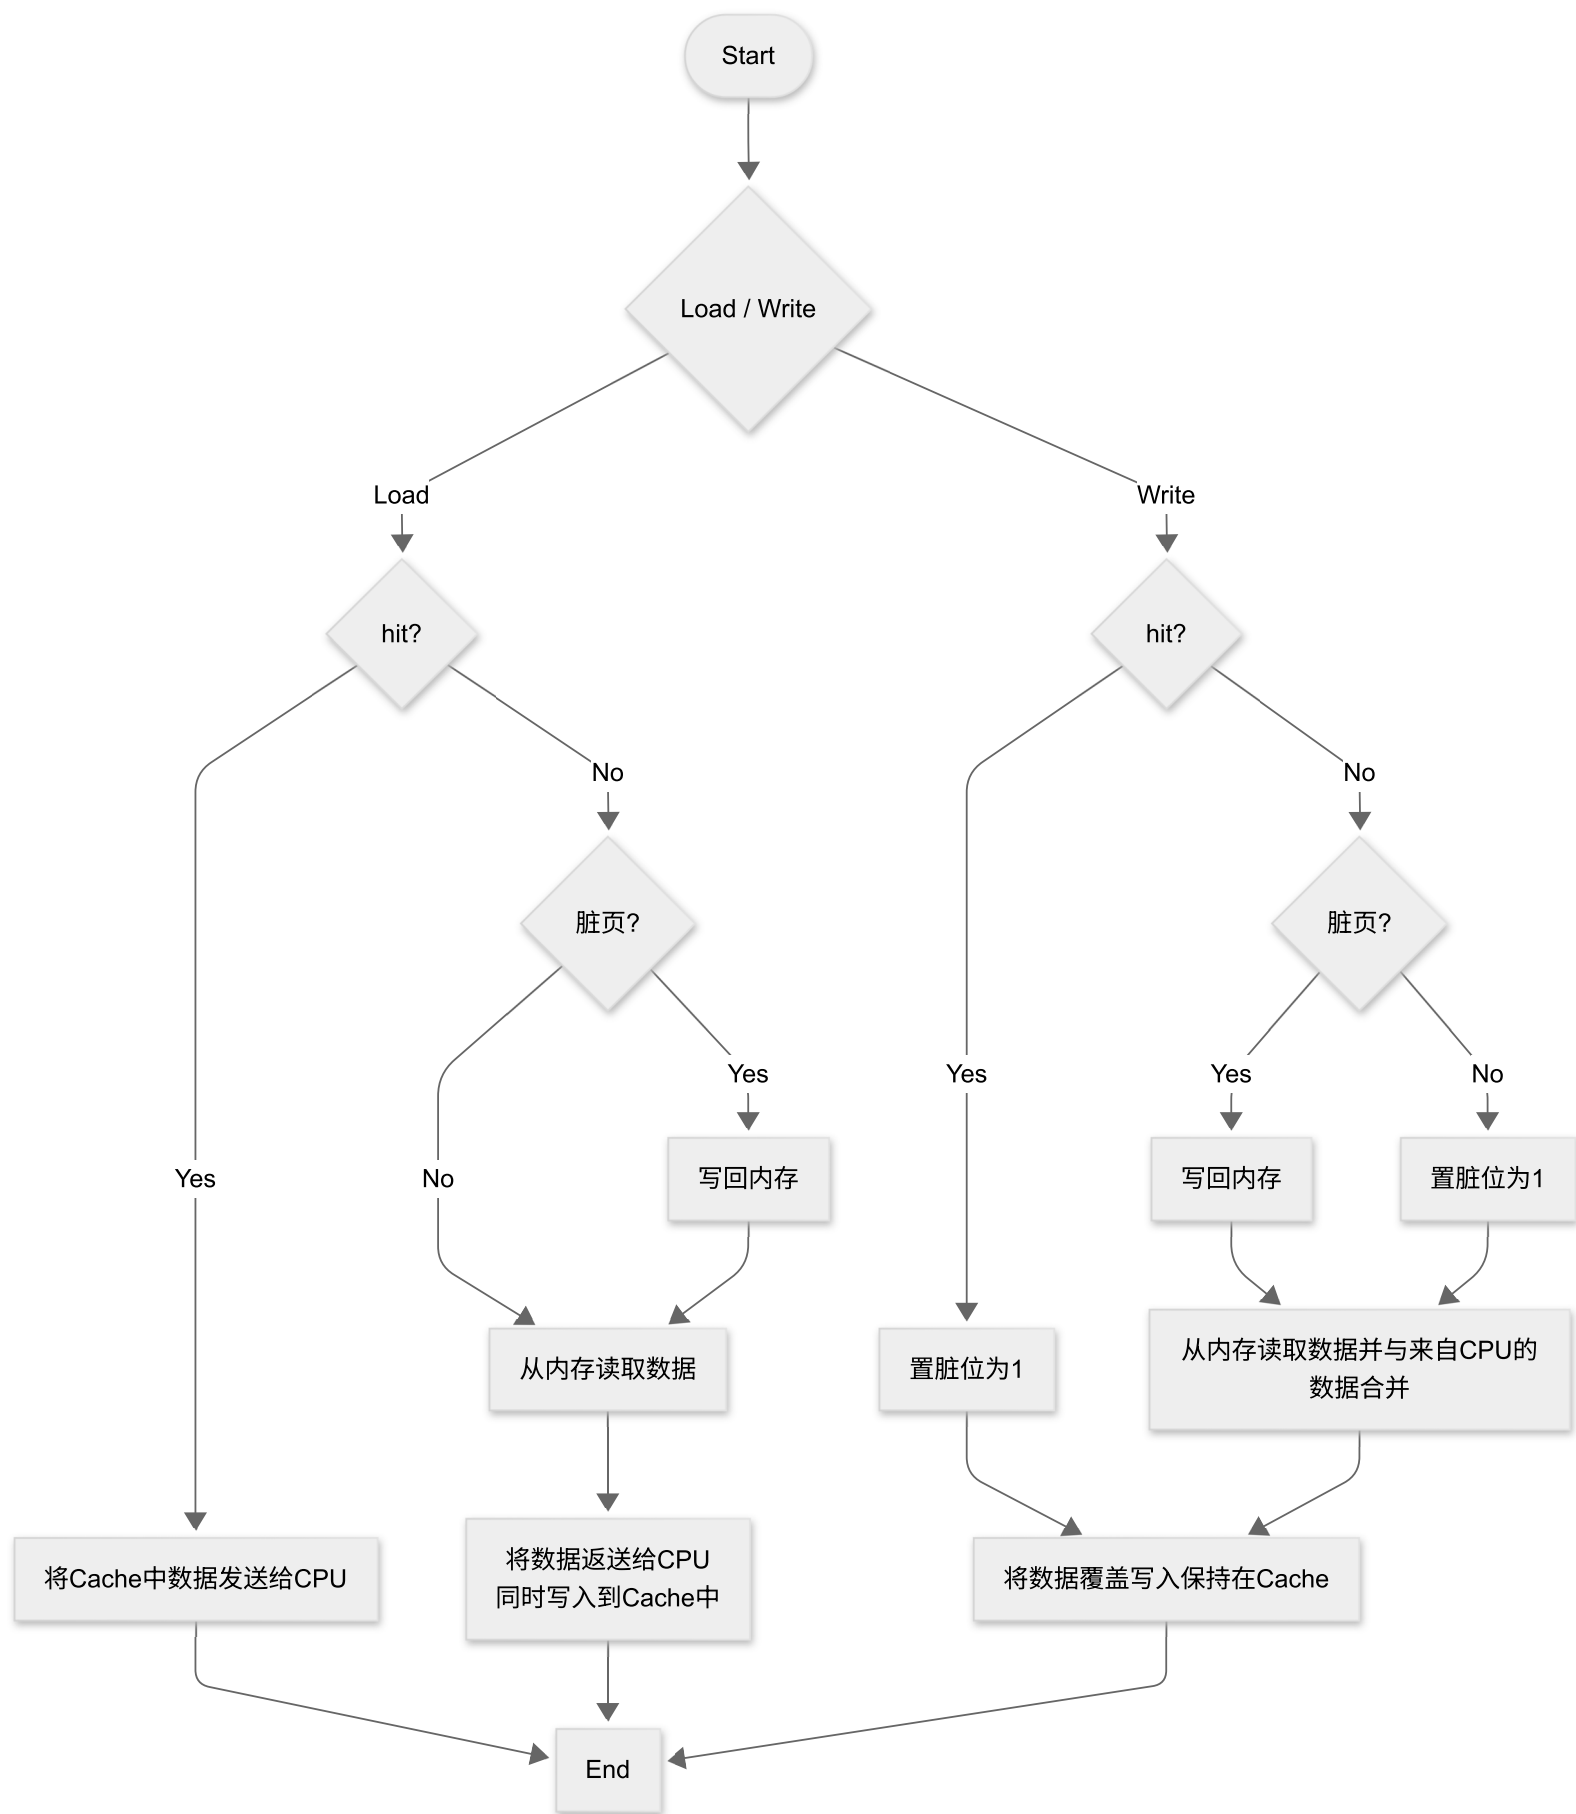 Start
Load / Write
Load
Write
hit?
hit?
No
No
脏页?
脏页?
Yes
Yes
Yes
No
Yes
No
写回内存
写回内存
置脏位为1
从内存读取数据
置脏位为1
从内存读取数据并与来自CPU的
数据合并
将Cache中数据发送给CPU
将数据返送给CPU
同时写入到Cache中
将数据覆盖写入保持在Cache
End